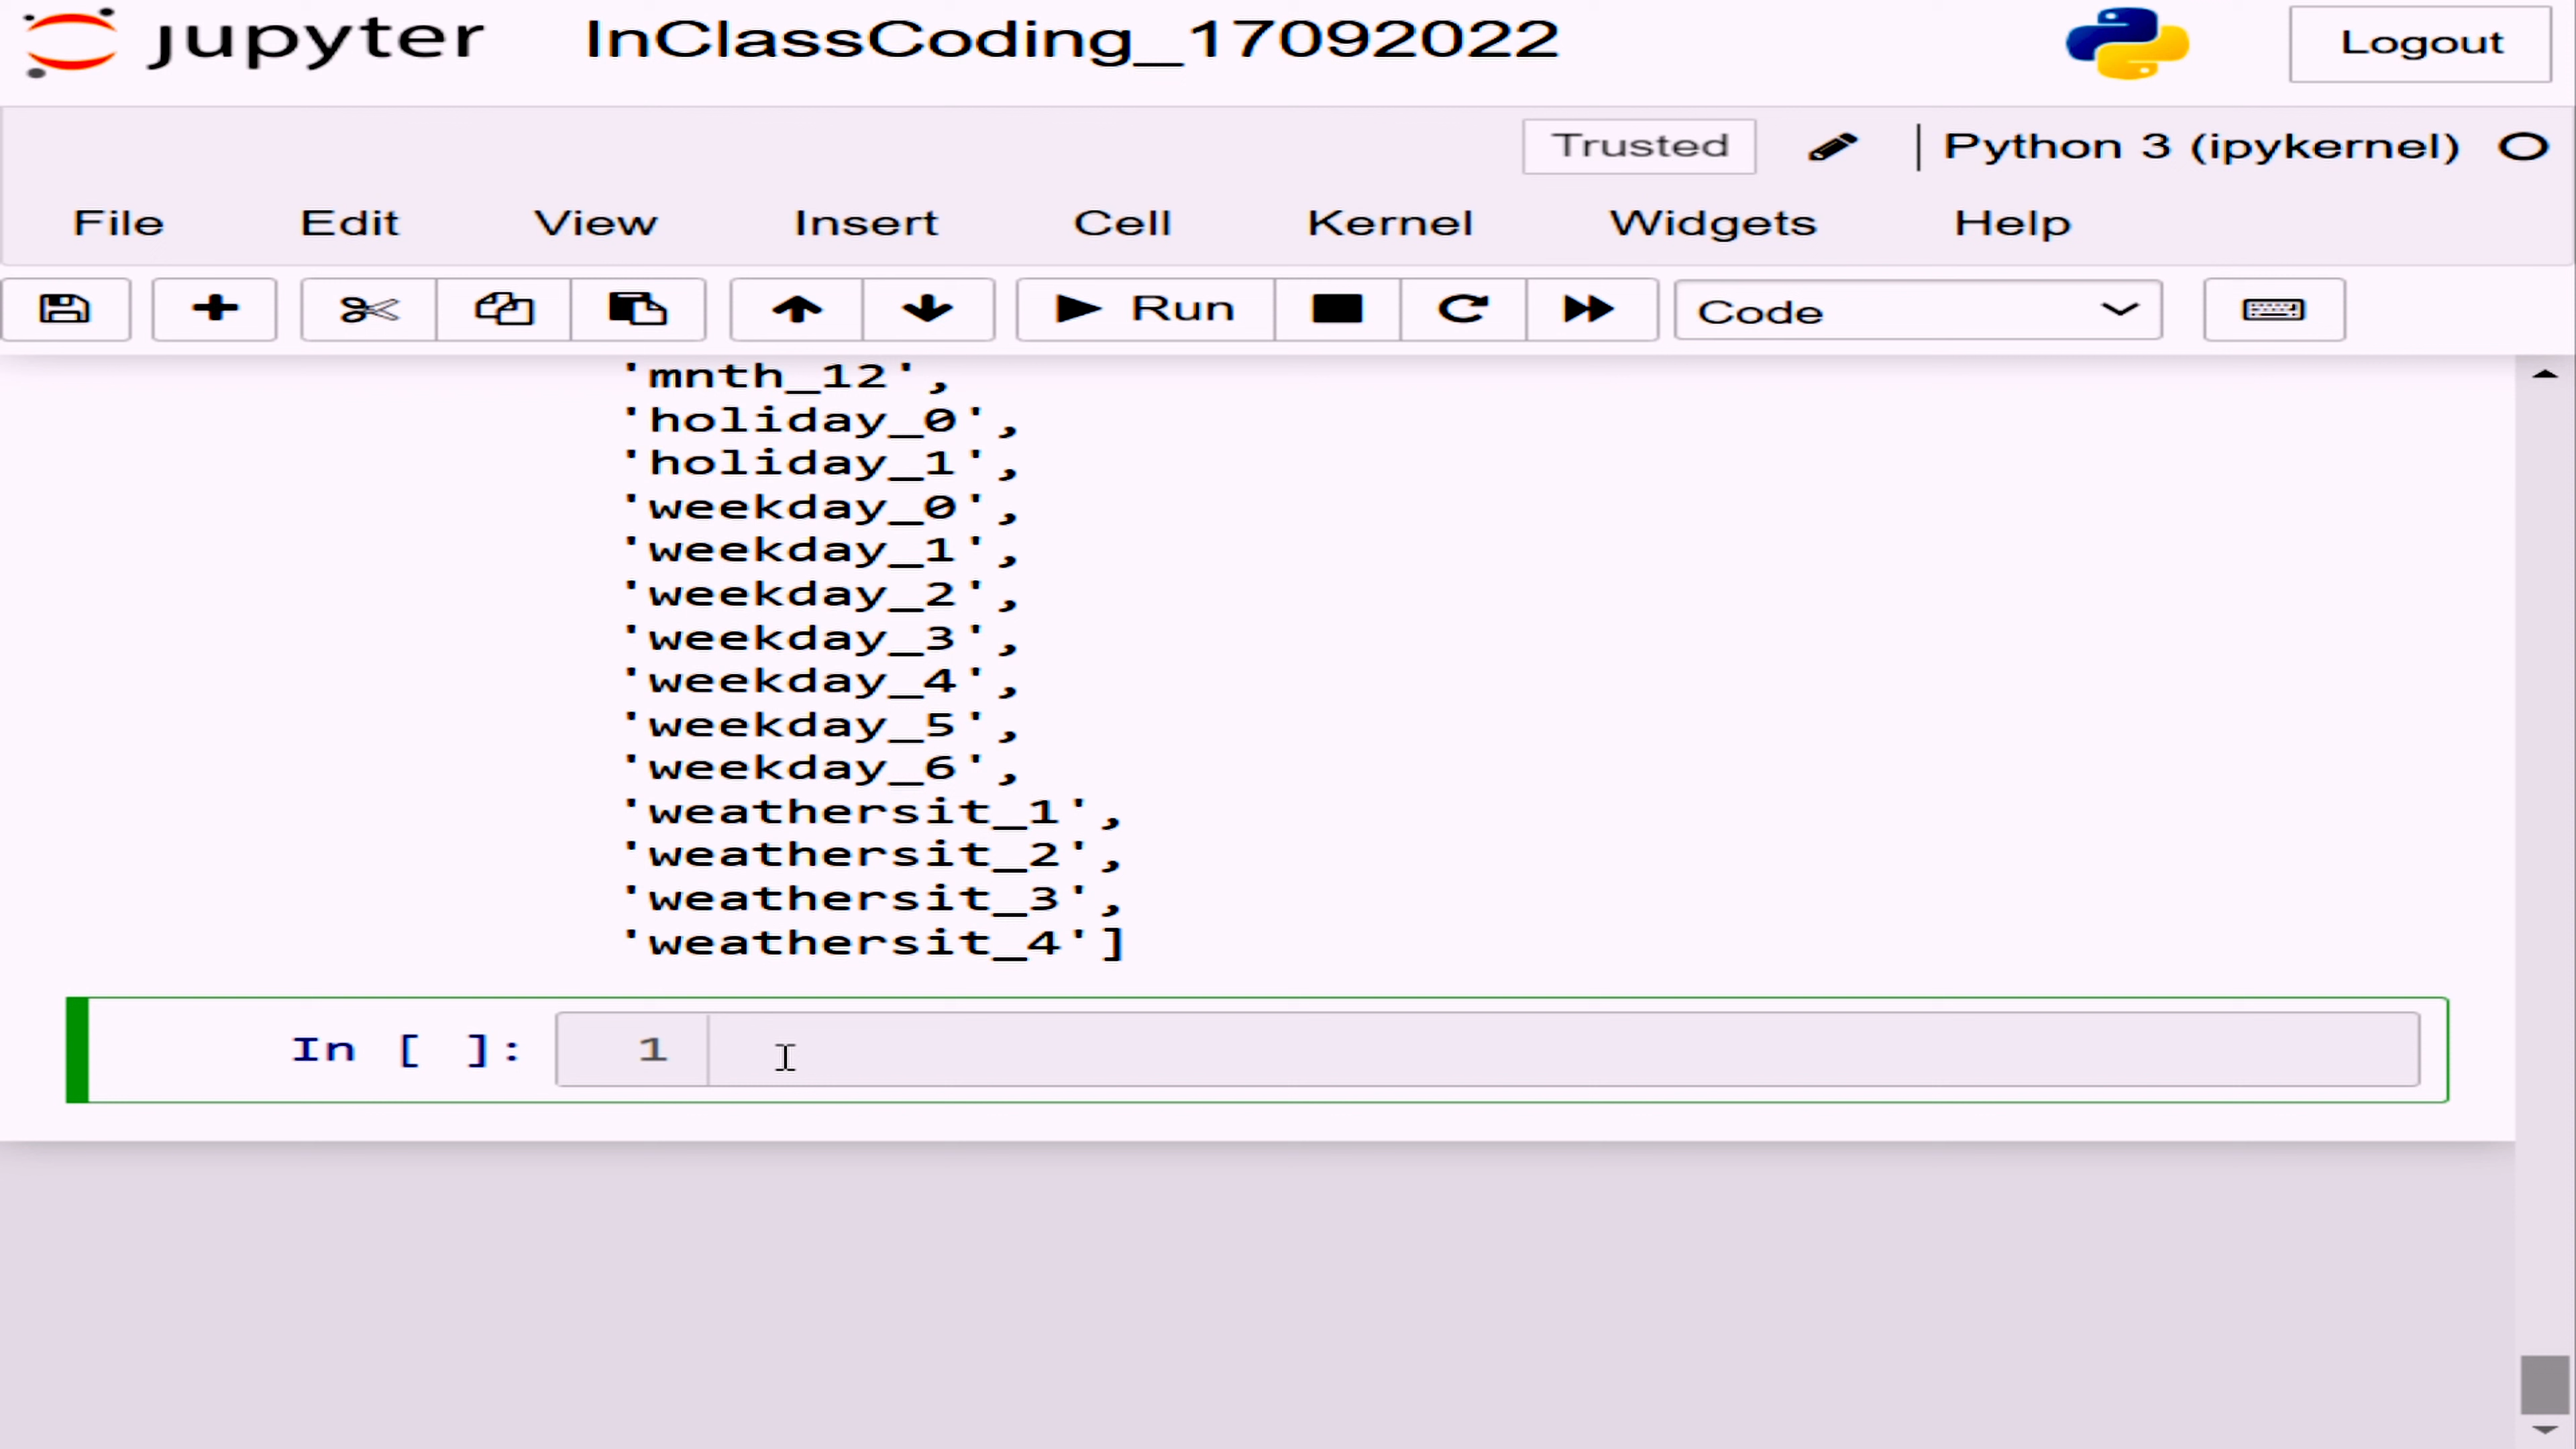 jupyter InClassCoding_17092022 Logout
Trusted Python 3 (ipykernel)
File Edit View Insert Cell Kernel Widgets Help
Run Code
'mnth_12',
'holiday_0',
'holiday_1',
'weekday_0',
'weekday_1',
'weekday_2',
'weekday_3',
'weekday_4',
'weekday_5',
'weekday_6',
'weathersit_1',
'weathersit_2',
'weathersit_3',
'weathersit_4']
In [ ]: 1